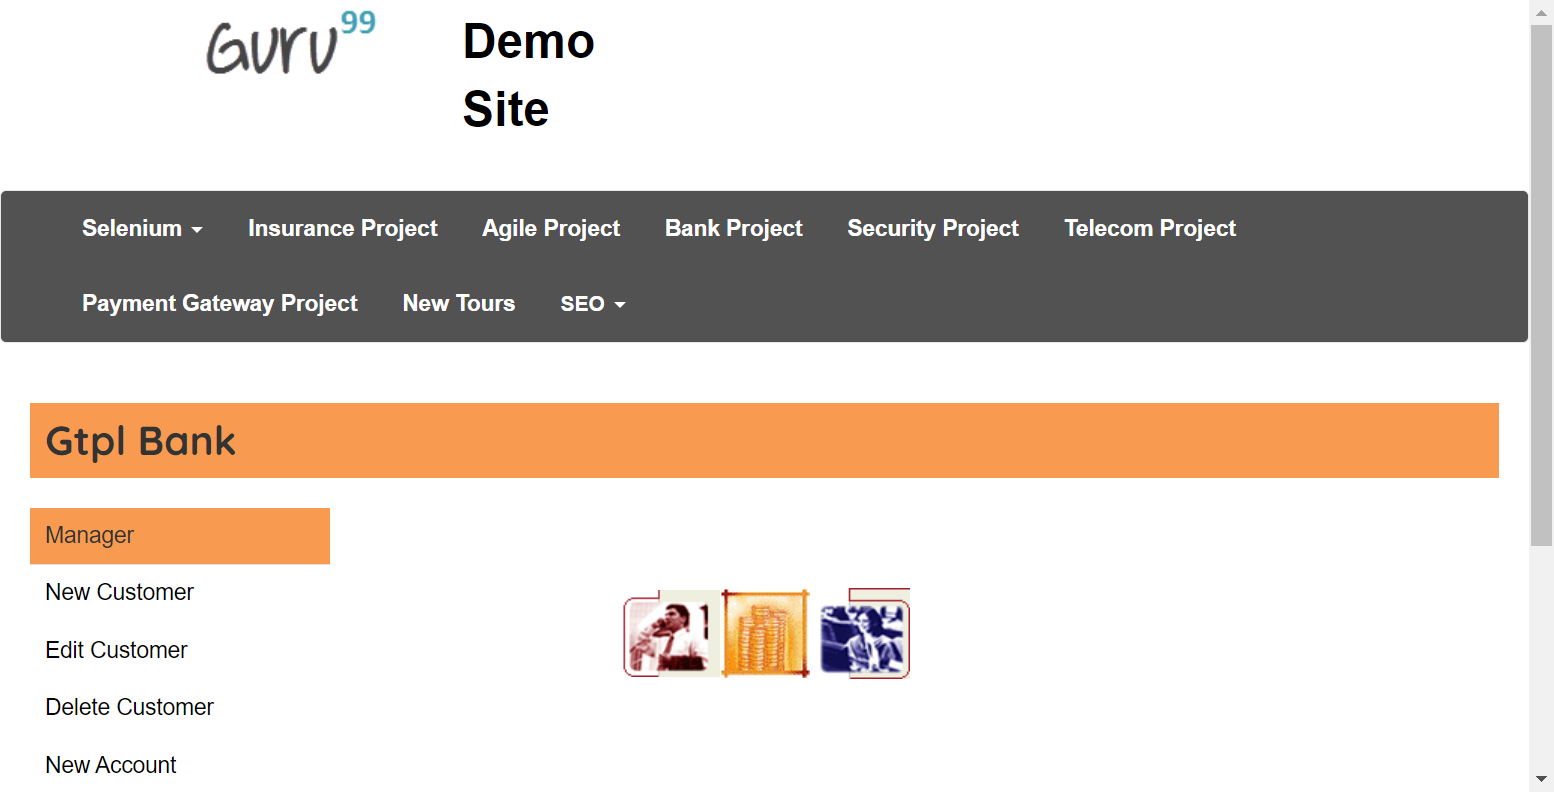 Guru99
Demo
Site
Selenium Insurance Project Agile Project Bank Project Security Project Telecom Project
Payment Gateway Project New Tours SEO
Gtpl Bank
Manager
New Customer
Edit Customer
Delete Customer
New Account